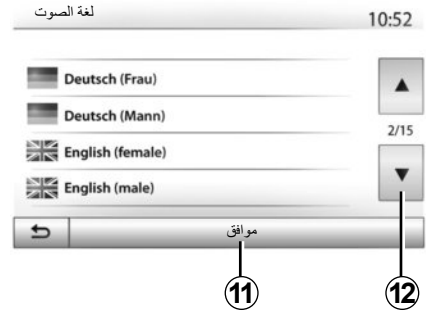 لغة الصوت
10:52
Deutsch (Frau)
Deutsch (Mann)
2/15
English (female)
English (male)
موافق
11
12